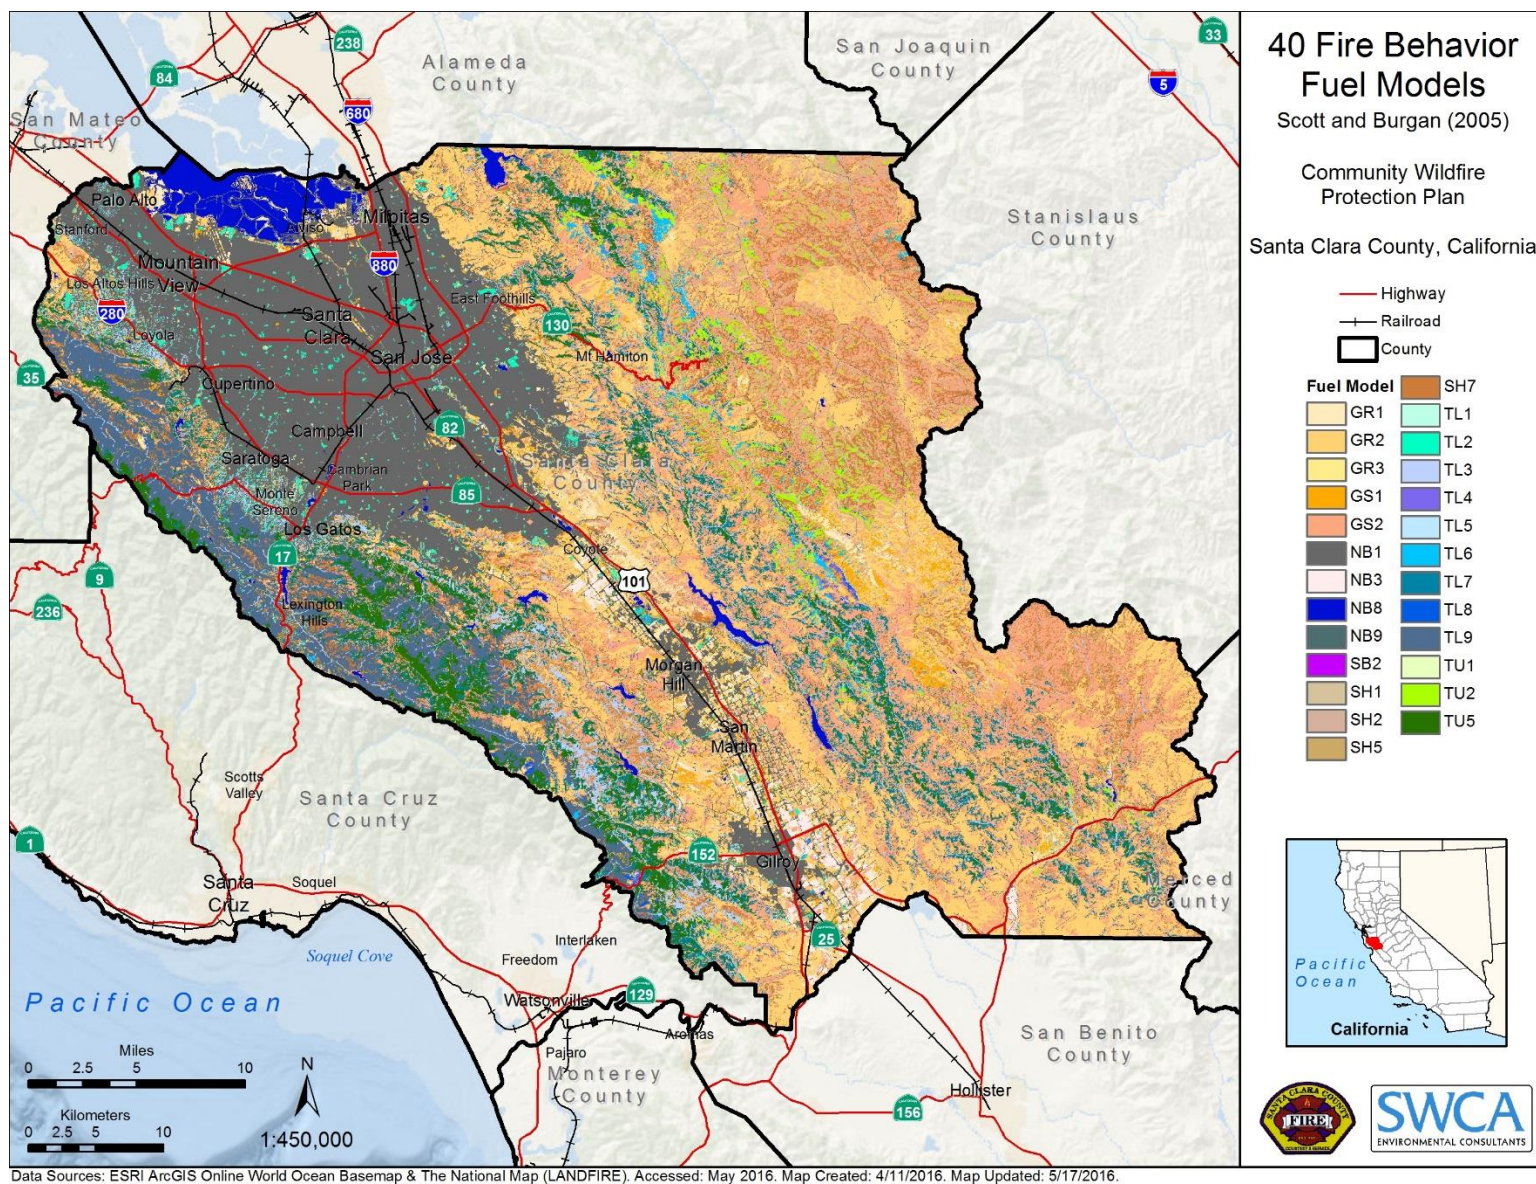 40 Fire Behavior
Fuel Models
Scott and Burgan (2005)
Community Wildfire
Protection Plan
Santa Clara County, California
Highway
Railroad
County
Fuel Model
GR1
GR2
GR3
GS1
GS2
NB1
NB3
NB8
NB9
SB2
SH1
SH2
SH5
SH7
TL1
TL2
TL3
TL4
TL5
TL6
TL7
TL8
TL9
TU1
TU2
TU5
Pacific
Ocean
California
SANTA CLARA COUNTY
FIRE
COURTESY & SERVICE
SWCA
ENVIRONMENTAL CONSULTANTS
238
84
680
Alameda
County
San Joaquin
County
33
5
San Mateo
County
Palo Alto
Stanford
Alviso
Milpitas
Stanislaus
County
Mountain
View
880
Los Altos Hills
280
Loyola
Santa
Clara
East Foothills
130
San Jose
Mt Hamilton
35
Cupertino
Campbell
82
Saratoga
Cambrian
Park
Santa Clara
County
85
Monte
Sereno
Los Gatos
17
Coyote
101
9
236
Lexington
Hills
Morgan
Hill
San
Martin
Scotts
Valley
Santa Cruz
County
1
152
Gilroy
Merced
County
Santa
Cruz
Soquel
25
Interlaken
Freedom
Soquel Cove
Pacific Ocean
Watsonville
129
Aromas
San Benito
County
Pajaro
Monterey
County
Hollister
156
Miles
0 2.5 5 10
Kilometers
0 2.5 5 10
N
1:450,000
Data Sources: ESRI ArcGIS Online World Ocean Basemap & The National Map (LANDFIRE). Accessed: May 2016. Map Created: 4/11/2016. Map Updated: 5/17/2016.